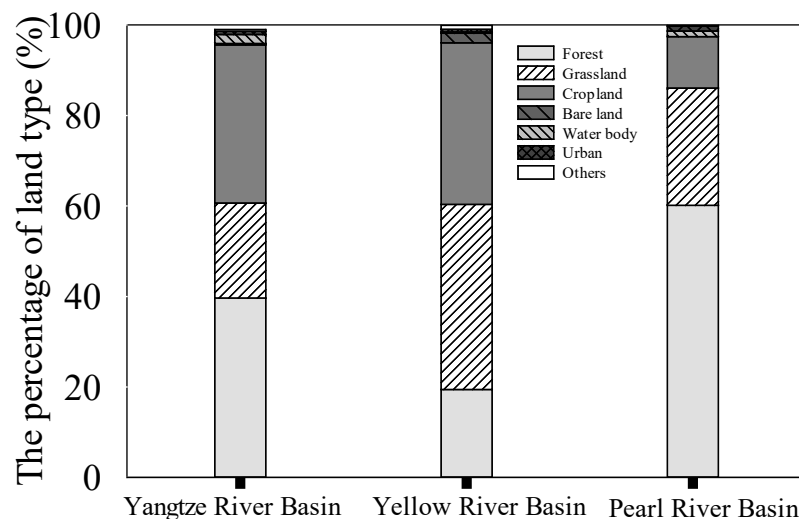 The percentage of land type (%)
100
80
60
40
20
0
Forest
Grassland
Cropland
Bare land
Water body
Urban
Others
Yangtze River Basin
Yellow River Basin
Pearl River Basin